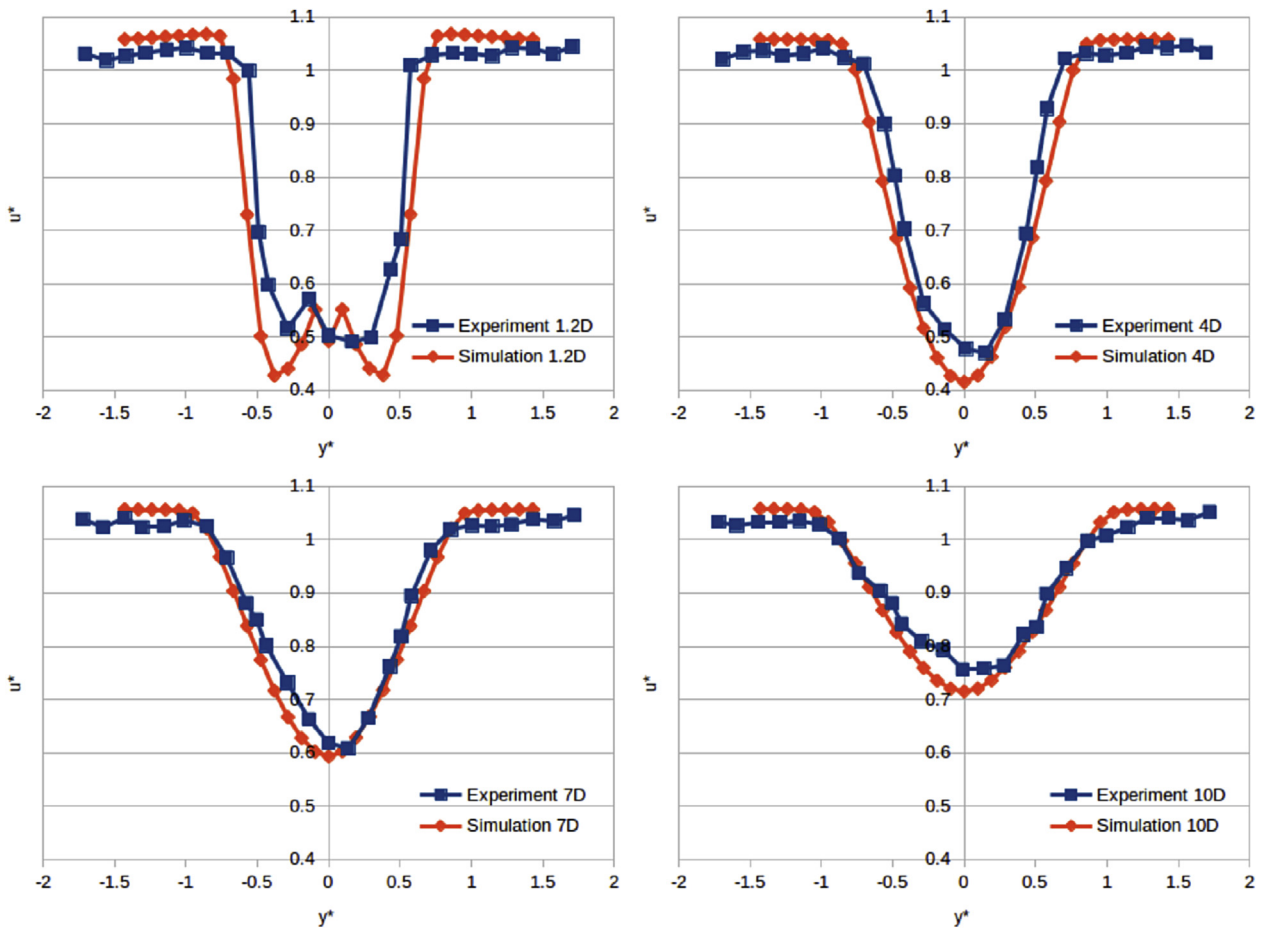 1.1
1
0.9
0.8
0.7
0.6
0.5
0.4
u*
Experiment 1.2D
Simulation 1.2D
-2 -1.5 -1 -0.5 0 0.5 1 1.5 2
y*
1.1
1
0.9
0.8
0.7
0.6
0.5
0.4
u*
Experiment 4D
Simulation 4D
-2 -1.5 -1 -0.5 0 0.5 1 1.5 2
y*
1.1
1
0.9
0.8
0.7
0.6
0.5
0.4
u*
Experiment 7D
Simulation 7D
-2 -1.5 -1 -0.5 0 0.5 1 1.5 2
y*
1.1
1
0.9
0.8
0.7
0.6
0.5
0.4
u*
Experiment 10D
Simulation 10D
-2 -1.5 -1 -0.5 0 0.5 1 1.5 2
y*